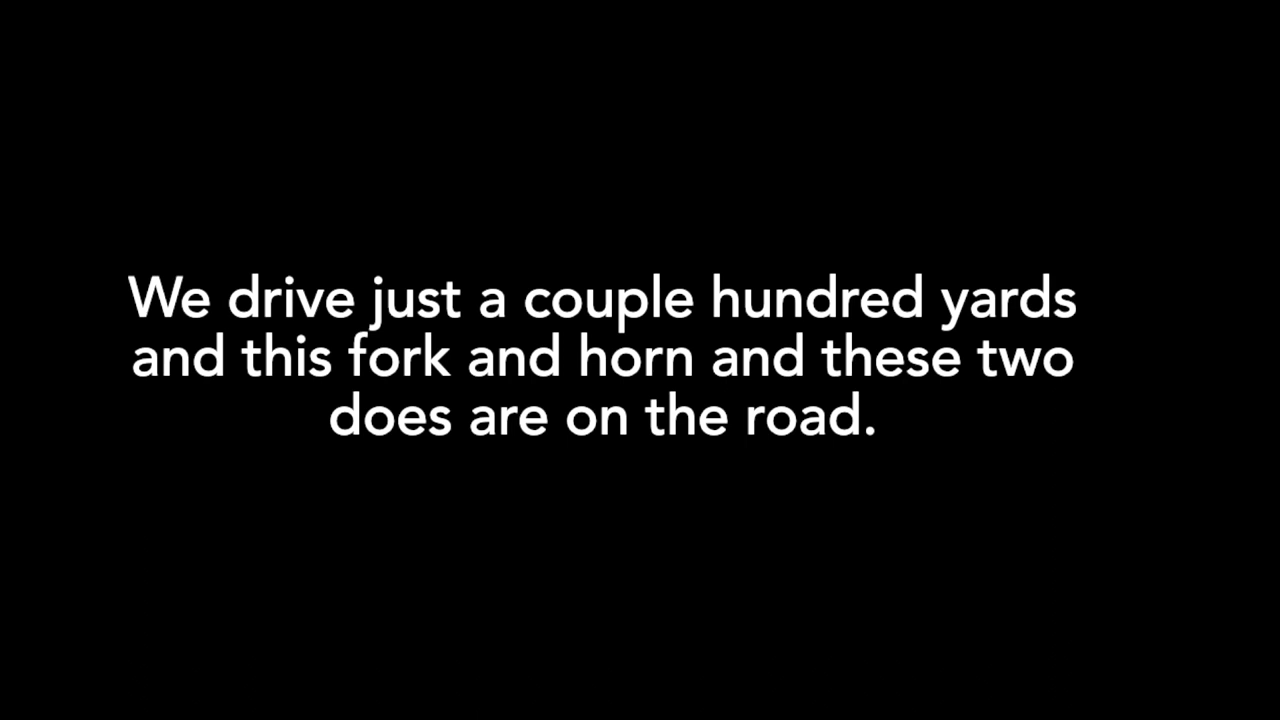 We drive just a couple hundred yards
and this fork and horn and these two
does are on the road.